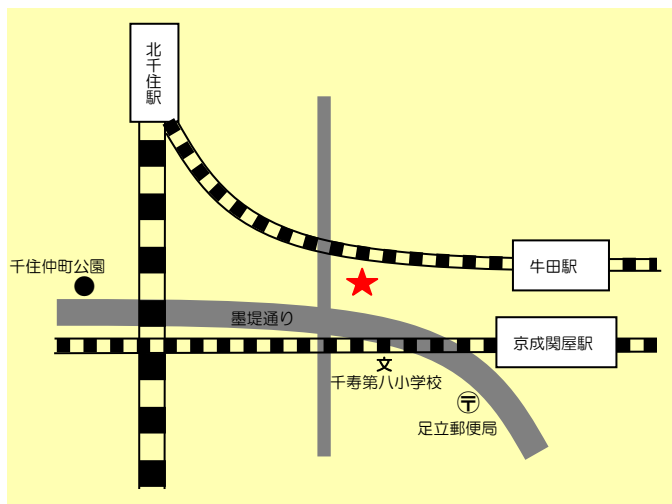 北千住駅
牛田駅
千住仲町公園
墨堤通り
京成関屋駅
文
千寿第八小学校
〒
足立郵便局